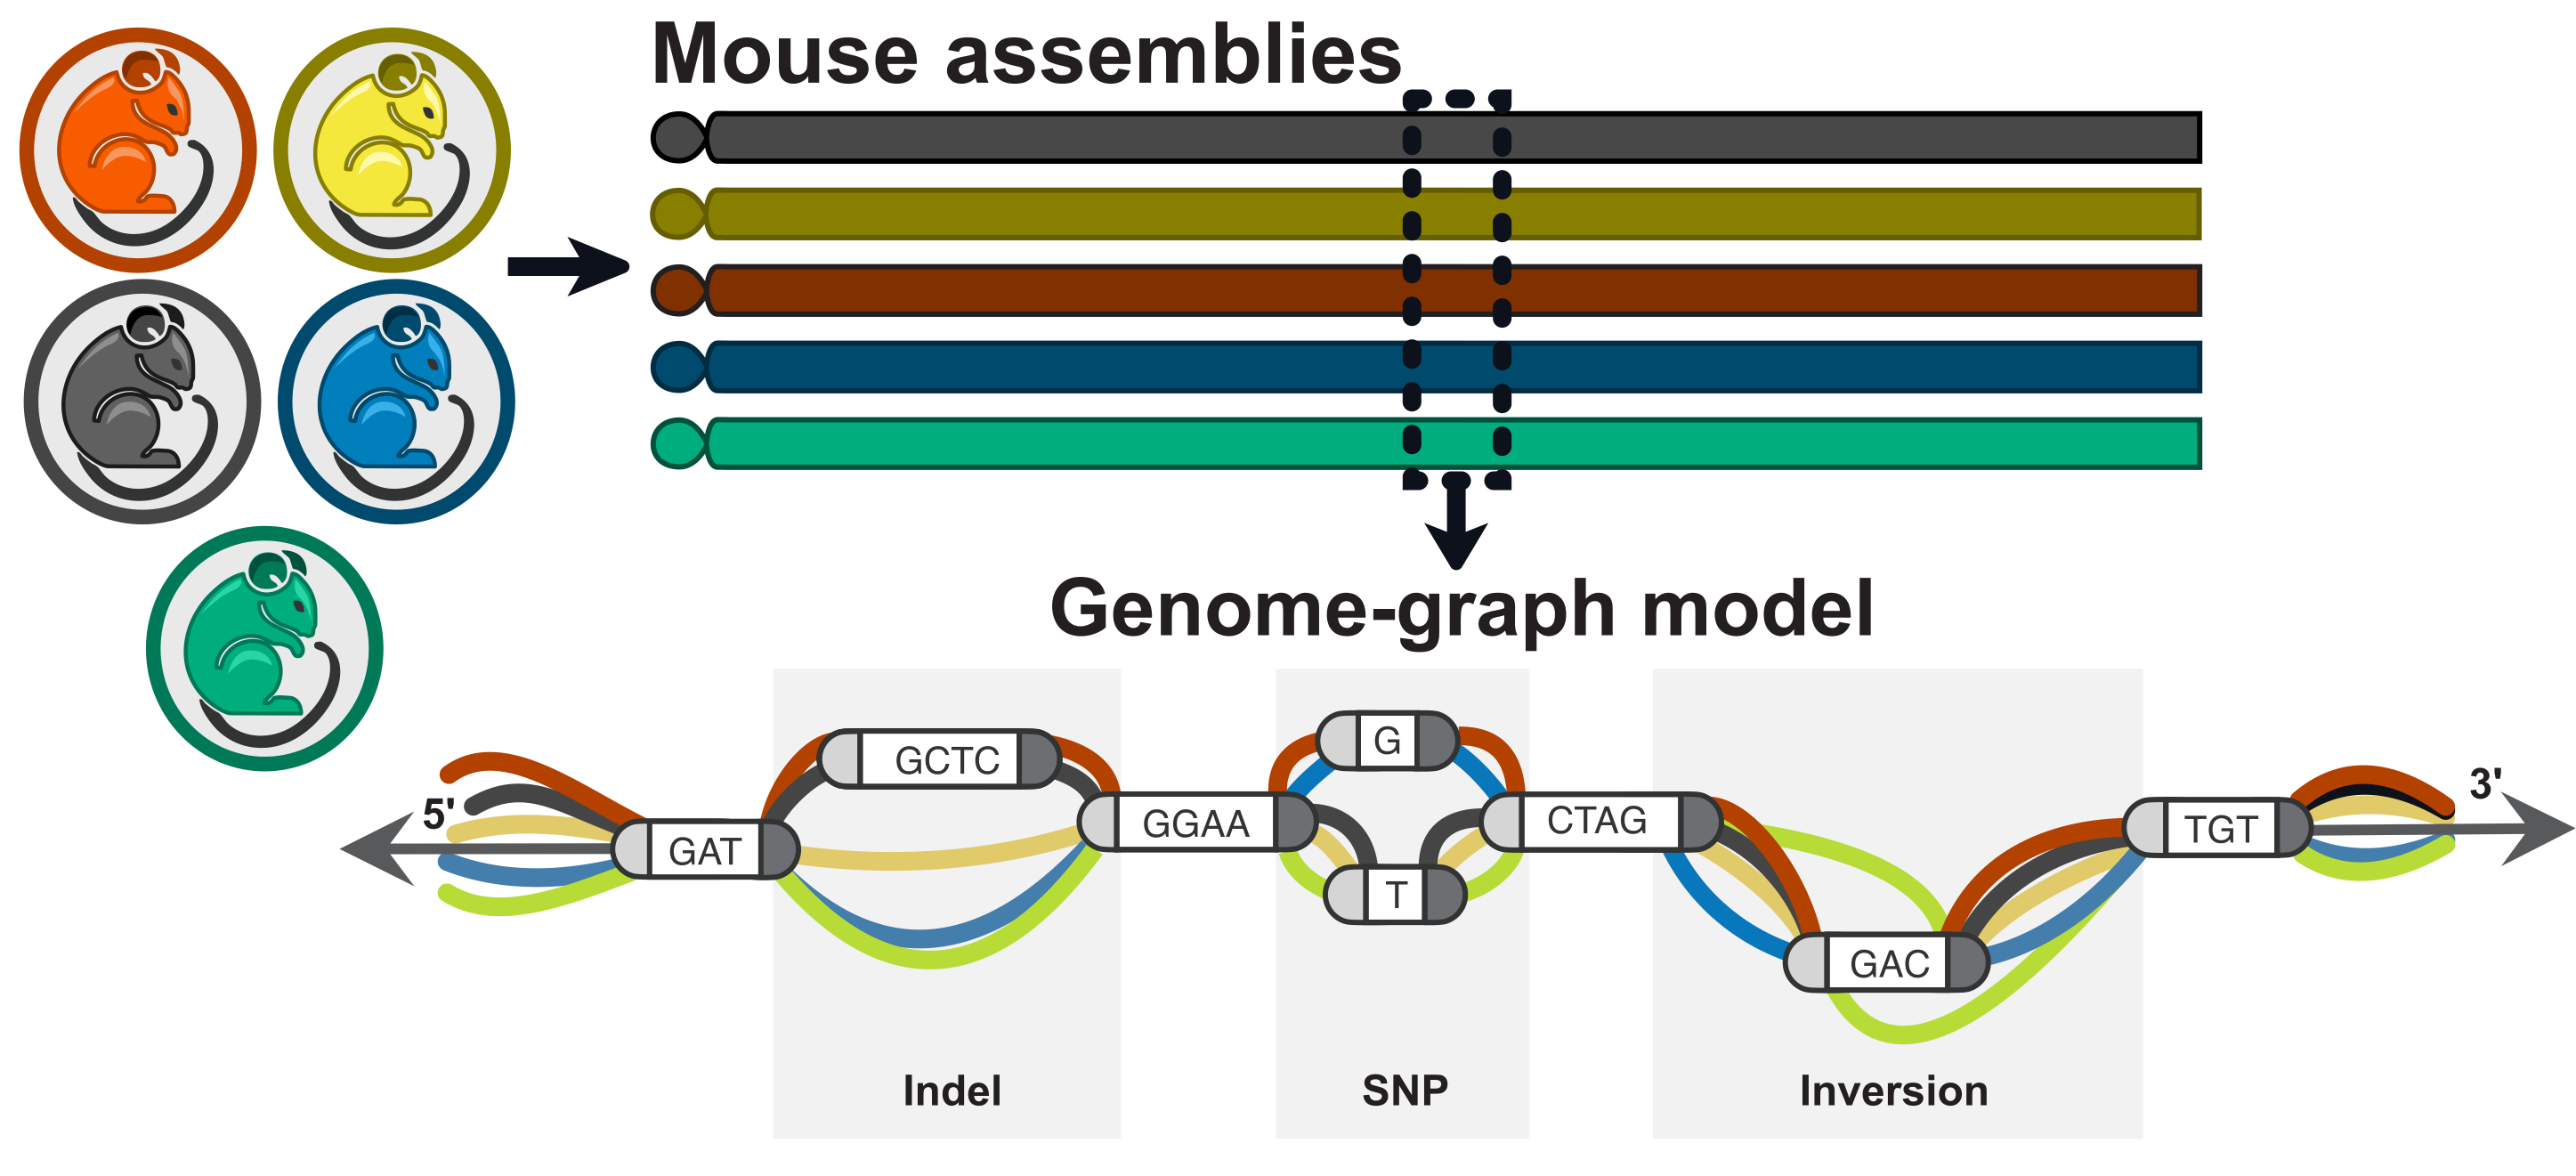 Mouse assemblies
Genome-graph model
5'
GAT
GCTC
GGAA
G
T
CTAG
GAC
TGT
3'
Indel
SNP
Inversion